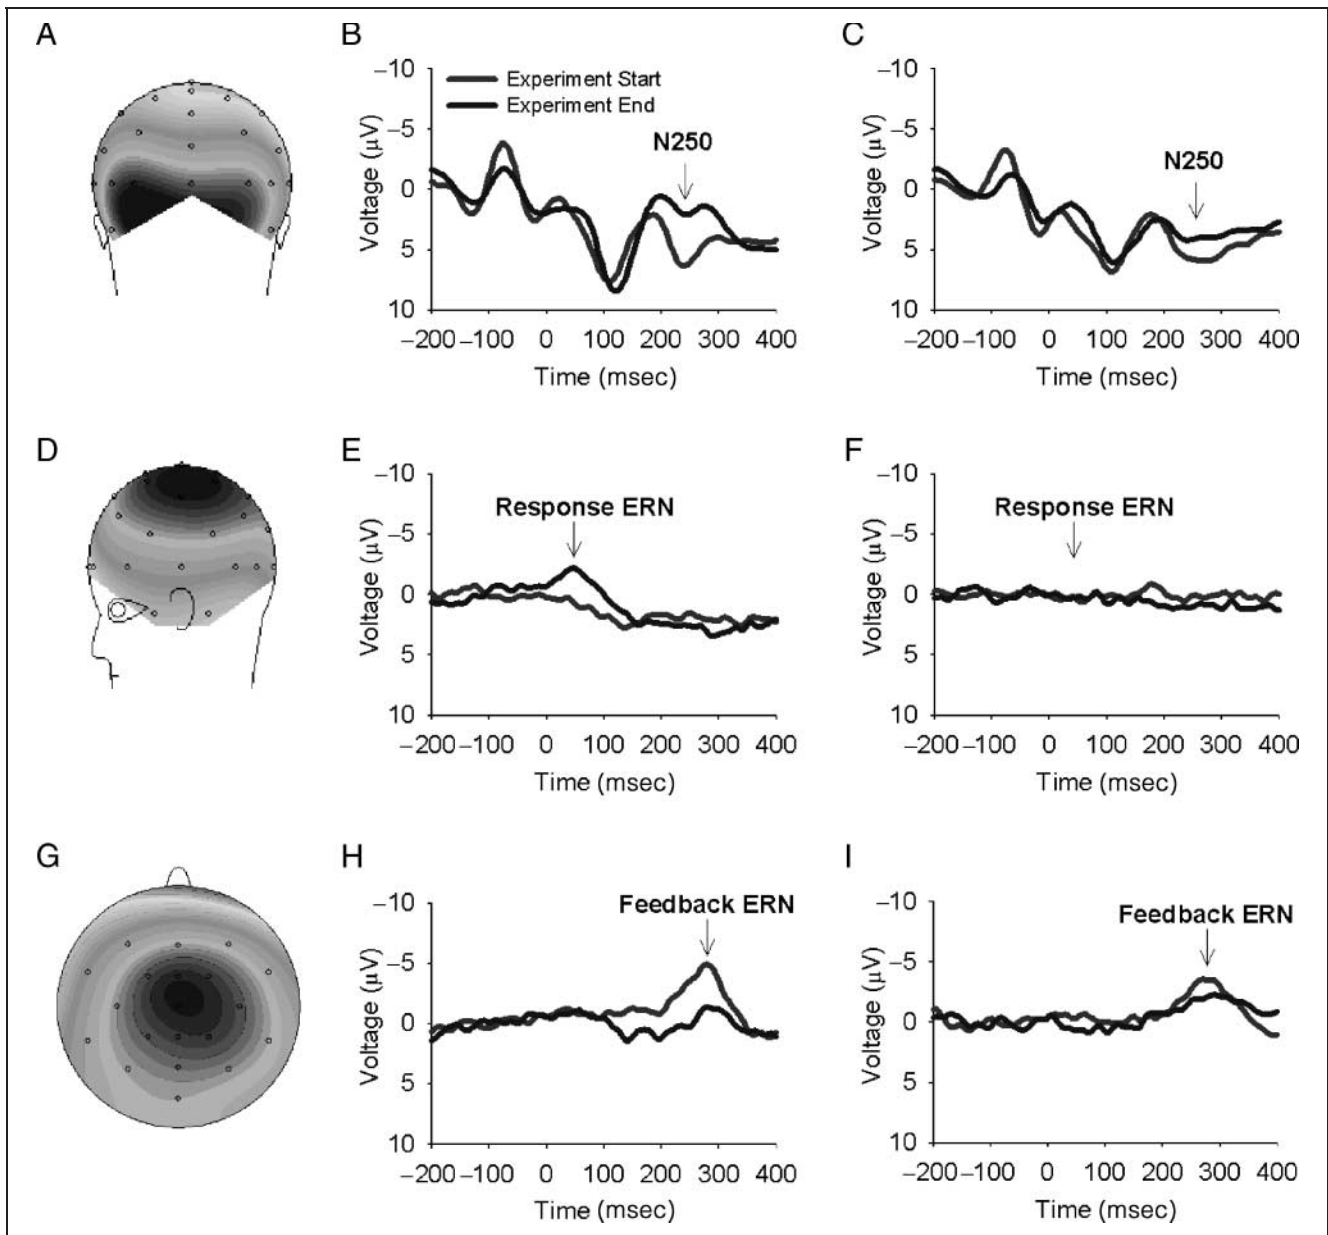 A
B
C
−10
−5
0
5
10
Voltage (μV)
Experiment Start
Experiment End
N250
−200 −100 0 100 200 300 400
Time (msec)
−10
−5
0
5
10
Voltage (μV)
N250
−200 −100 0 100 200 300 400
Time (msec)
D
E
F
−10
−5
0
5
10
Voltage (μV)
Response ERN
−200 −100 0 100 200 300 400
Time (msec)
−10
−5
0
5
10
Voltage (μV)
Response ERN
−200 −100 0 100 200 300 400
Time (msec)
G
H
I
−10
−5
0
5
10
Voltage (μV)
Feedback ERN
−200 −100 0 100 200 300 400
Time (msec)
−10
−5
0
5
10
Voltage (μV)
Feedback ERN
−200 −100 0 100 200 300 400
Time (msec)